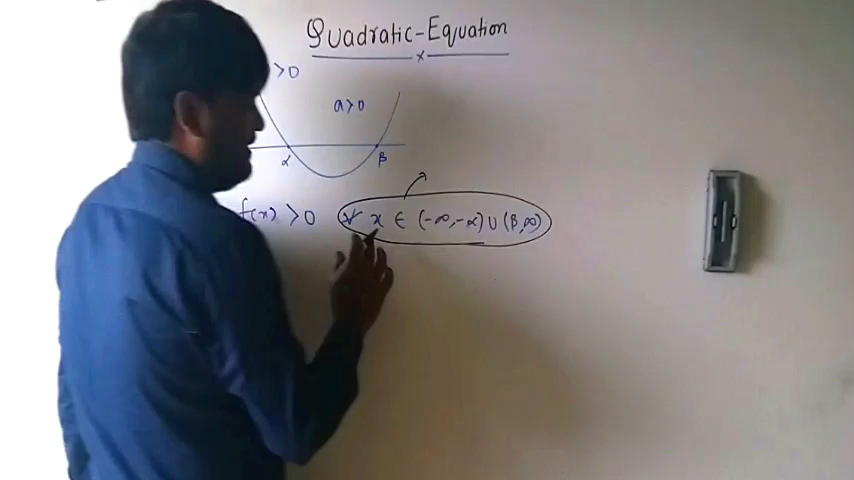 Quadratic-Equation
x
>0
a>0
α β
f(x) >0 ∀ x ∈ (-∞,-α) ∪ (β,∞)